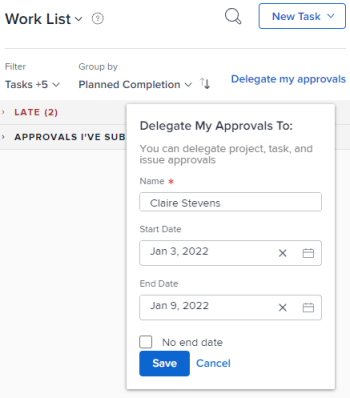 Work List
New Task
Filter
Group by
Tasks +5
Planned Completion
Delegate my approvals
LATE (2)
APPROVALS I'VE SUB
Delegate My Approvals To:
You can delegate project, task, and
issue approvals
Name *
Claire Stevens
Start Date
Jan 3, 2022
End Date
Jan 9, 2022
No end date
Save Cancel